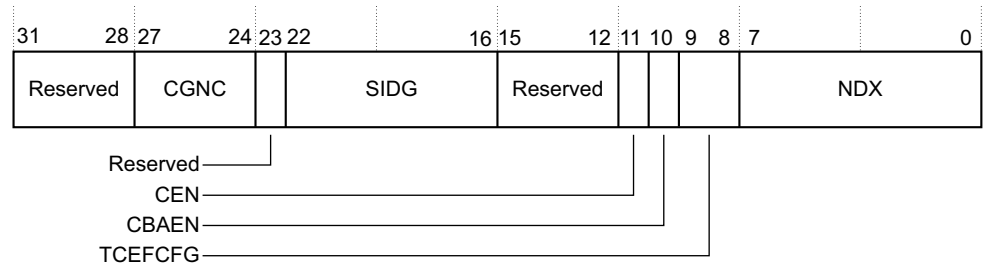 31 28 27 24 23 22 16 15 12 11 10 9 8 7 0
Reserved CGNC SIDG Reserved NDX
Reserved
CEN
CBAEN
TCEFCFG